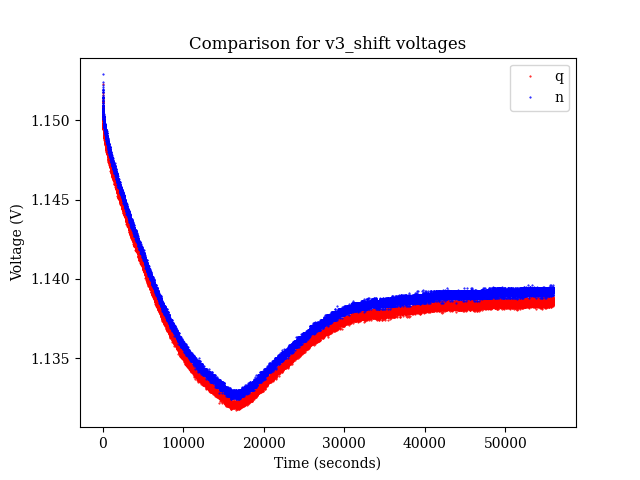 Comparison for v3_shift voltages
q
n
1.150
1.145
1.140
1.135
Voltage (V)
0
10000
20000
30000
40000
50000
Time (seconds)